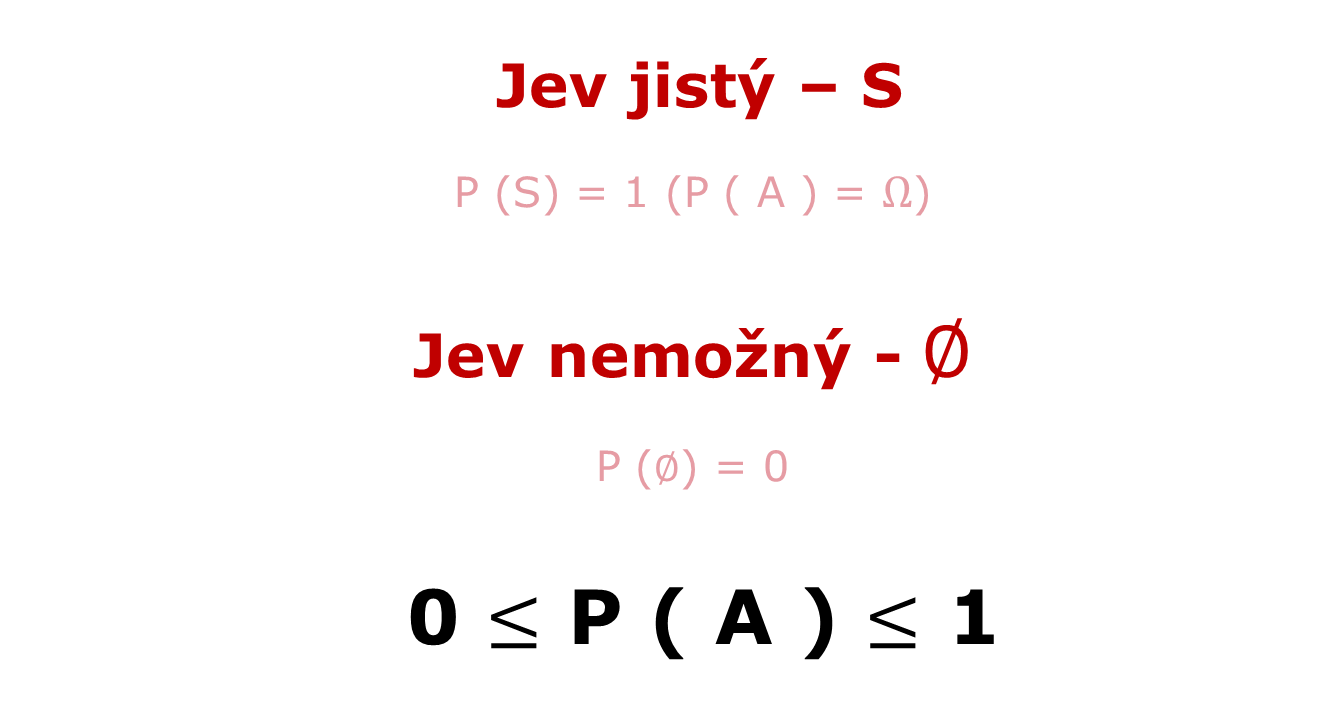 Jev jistý – S
P (S) = 1 (P ( A ) = Ω)
Jev nemožný - ∅
P (∅) = 0
0 ≤ P ( A ) ≤ 1